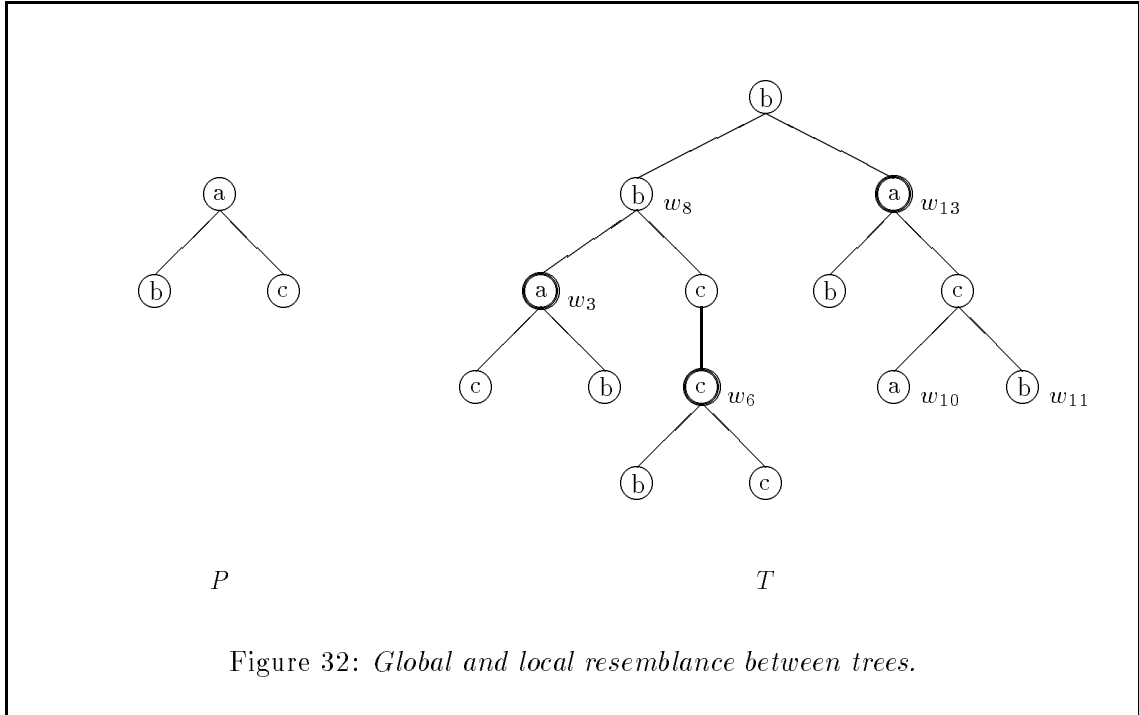 b
a b w8 a w13
b c a w3 c b c
c b c w6 a w10 b w11
b c
P T
Figure 32: Global and local resemblance between trees.